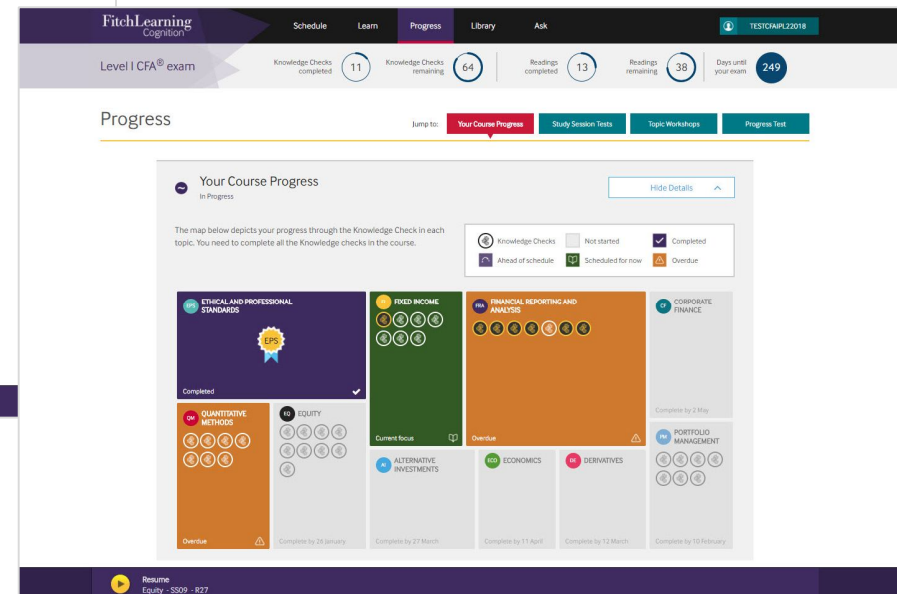 FitchLearning
Cognition
Schedule
Learn
Progress
Library
Ask
TESTCFAIPL22018
Level I CFA® exam
Knowledge Checks
completed
11
Knowledge Checks
remaining
64
Readings
completed
13
Readings
remaining
38
Days until
your exam
249
Progress
Jump to:
Your Course Progress
Study Session Tests
Topic Workshops
Progress Test
Your Course Progress
In Progress
Hide Details
The map below depicts your progress through the Knowledge Check in each
topic. You need to complete all the Knowledge checks in the course.
Knowledge Checks
Not started
Completed
Ahead of schedule
Scheduled for now
Overdue
EPS
ETHICAL AND PROFESSIONAL
STANDARDS
EPS
Completed
FI
FIXED INCOME
Current focus
FRA
FINANCIAL REPORTING AND
ANALYSIS
Overdue
CF
CORPORATE
FINANCE
Complete by 2 May
QM
QUANTITATIVE
METHODS
Overdue
EQ
EQUITY
Complete by 26 January
AI
ALTERNATIVE
INVESTMENTS
Complete by 27 March
ECO
ECONOMICS
Complete by 11 April
DERIVATIVES
Complete by 12 March
PM
PORTFOLIO
MANAGEMENT
Complete by 10 February
Resume
Equity - SS09 - R27